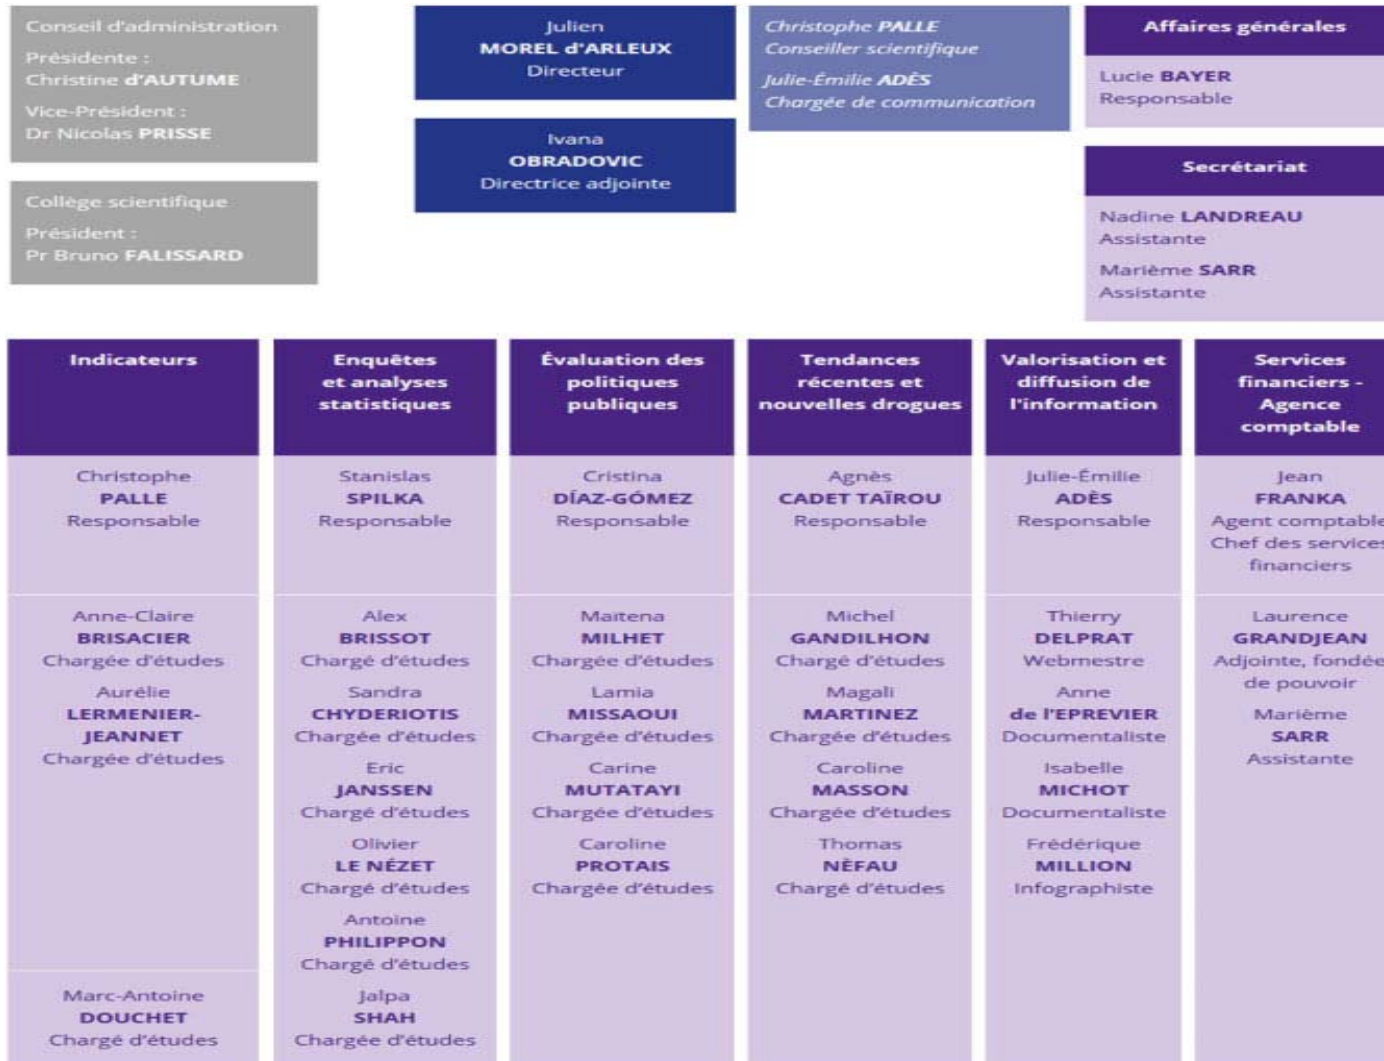 Conseil d'administration
Présidente :
Christine d'AUTUME
Vice-Président :
Dr Nicolas PRISSE
Collège scientifique
Président :
Pr Bruno FALISSARD
Julien
MOREL d'ARLEUX
Directeur
Ivana
OBRADOVIC
Directrice adjointe
Christophe PALLE
Conseiller scientifique
Julie-Émilie ADÈS
Chargée de communication
Affaires générales
Lucie BAYER
Responsable
Secrétariat
Nadine LANDREAU
Assistante
Marième SARR
Assistante
Indicateurs
Christophe
PALLE
Responsable
Anne-Claire
BRISACIER
Chargée d'études
Aurélie
LERMENIER-
JEANNET
Chargée d'études
Marc-Antoine
DOUCHET
Chargé d'études
Enquêtes
et analyses
statistiques
Stanislas
SPILKA
Responsable
Alex
BRISSOT
Chargé d'études
Sandra
CHYDERIOTIS
Chargée d'études
Eric
JANSSEN
Chargé d'études
Olivier
LE NÉZET
Chargé d'études
Antoine
PHILIPPON
Chargé d'études
Jalpa
SHAH
Chargée d'études
Évaluation des
politiques
publiques
Cristina
DÍAZ-GÓMEZ
Responsable
Maïtena
MILHET
Chargée d'études
Lamia
MISSAOUI
Chargée d'études
Carine
MUTATAYI
Chargée d'études
Caroline
PROTAIS
Chargée d'études
Tendances
récentes et
nouvelles drogues
Agnès
CADET TAÏROU
Responsable
Michel
GANDILHON
Chargé d'études
Magali
MARTINEZ
Chargée d'études
Caroline
MASSON
Chargée d'études
Thomas
NÉFAU
Chargé d'études
Valorisation et
diffusion de
l'information
Julie-Émilie
ADÈS
Responsable
Thierry
DELPRAT
Webmestre
Anne
de l'EPREVIER
Documentaliste
Isabelle
MICHOT
Documentaliste
Frédérique
MILLION
Infographiste
Services
financiers -
Agence
comptable
Jean
FRANKA
Agent comptable
Chef des services
financiers
Laurence
GRANDJEAN
Adjointe, fondée
de pouvoir
Marième
SARR
Assistante